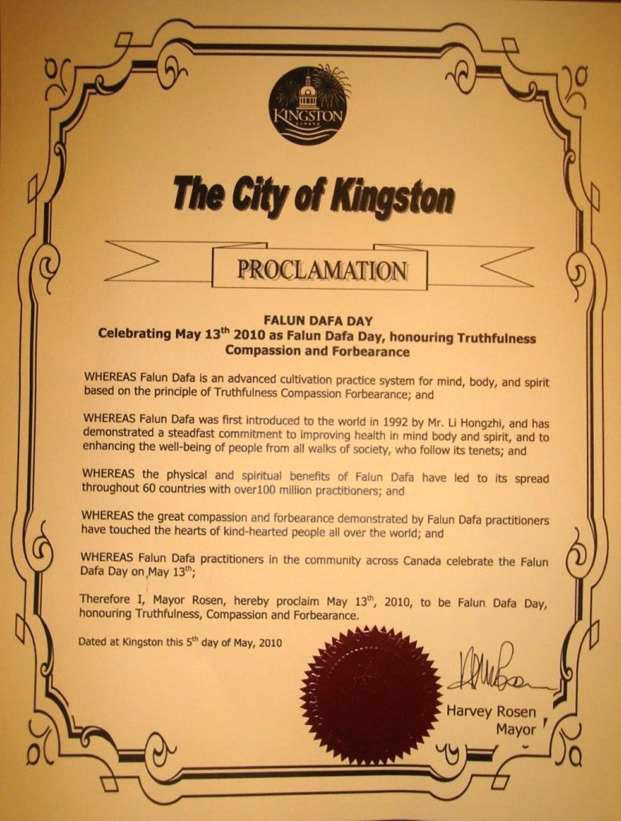 KINGSTON
CANADA
The City of Kingston
PROCLAMATION
FALUN DAFA DAY
Celebrating May 13th 2010 as Falun Dafa Day, honouring Truthfulness
Compassion and Forbearance
WHEREAS Falun Dafa is an advanced cultivation practice system for mind, body, and spirit
based on the principle of Truthfulness Compassion Forbearance; and
WHEREAS Falun Dafa was first introduced to the world in 1992 by Mr. Li Hongzhi, and has
demonstrated a steadfast commitment to improving health in mind body and spirit, and to
enhancing the well-being of people from all walks of society, who follow its tenets; and
WHEREAS the physical and spiritual benefits of Falun Dafa have led to its spread
throughout 60 countries with over100 million practitioners; and
WHEREAS the great compassion and forbearance demonstrated by Falun Dafa practitioners
have touched the hearts of kind-hearted people all over the world; and
WHEREAS Falun Dafa practitioners in the community across Canada celebrate the Falun
Dafa Day on May 13th;
Therefore I, Mayor Rosen, hereby proclaim May 13th, 2010, to be Falun Dafa Day,
honouring Truthfulness, Compassion and Forbearance.
Dated at Kingston this 5th day of May, 2010
Harvey Rosen
Mayor